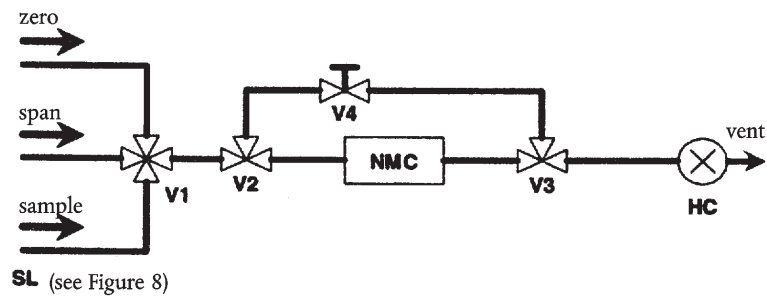 zero
span
sample
SL (see Figure 8)
V1
V2
V4
NMC
V3
HC
vent